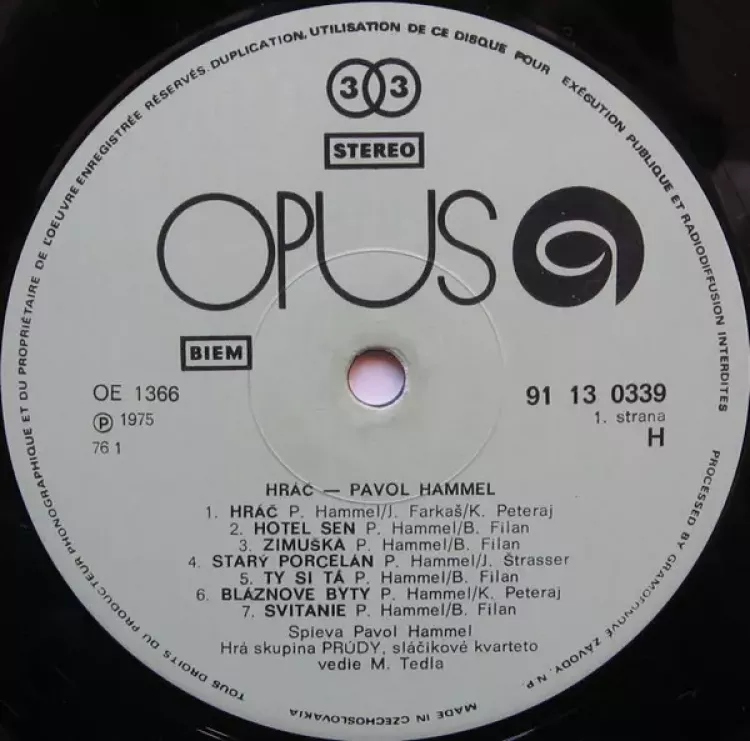 TOUS DROITS DU PRODUCTEUR PHONOGRAPHIQUE ET DU PROPRIÉTAIRE DE L'OEUVRE ENREGISTRÉE RÉSERVÉS. DUPLICATION, UTILISATION DE CE DISQUE POUR EXÉCUTION PUBLIQUE ET RADIODIFFUSION INTERDITES
33
STEREO
OPUS
BIEM
OE 1366
91 13 0339
Ⓟ 1975
1. strana
76 1
H
HRÁČ — PAVOL HAMMEL
1. HRÁČ P. Hammel/J. Farkaš/K. Peteraj
2. HOTEL SEN P. Hammel/B. Filan
3. ZIMUŠKA P. Hammel/B. Filan
4. STARÝ PORCELÁN P. Hammel/J. Štrasser
5. TY SI TÁ P. Hammel/B. Filan
6. BLÁZNOVE BYTY P. Hammel/K. Peteraj
7. SVITANIE P. Hammel/B. Filan
Spieva Pavol Hammel
Hrá skupina PRÚDY, sláčikové kvarteto
vedie M. Tedla
PROCESSED BY GRAMOFONOVÉ ZÁVODY, N.P.
MADE IN CZECHOSLOVAKIA